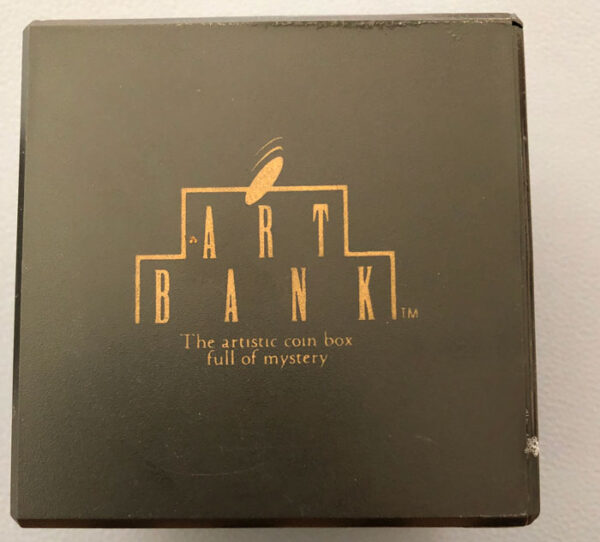 ART
BANK™
The artistic coin box
full of mystery